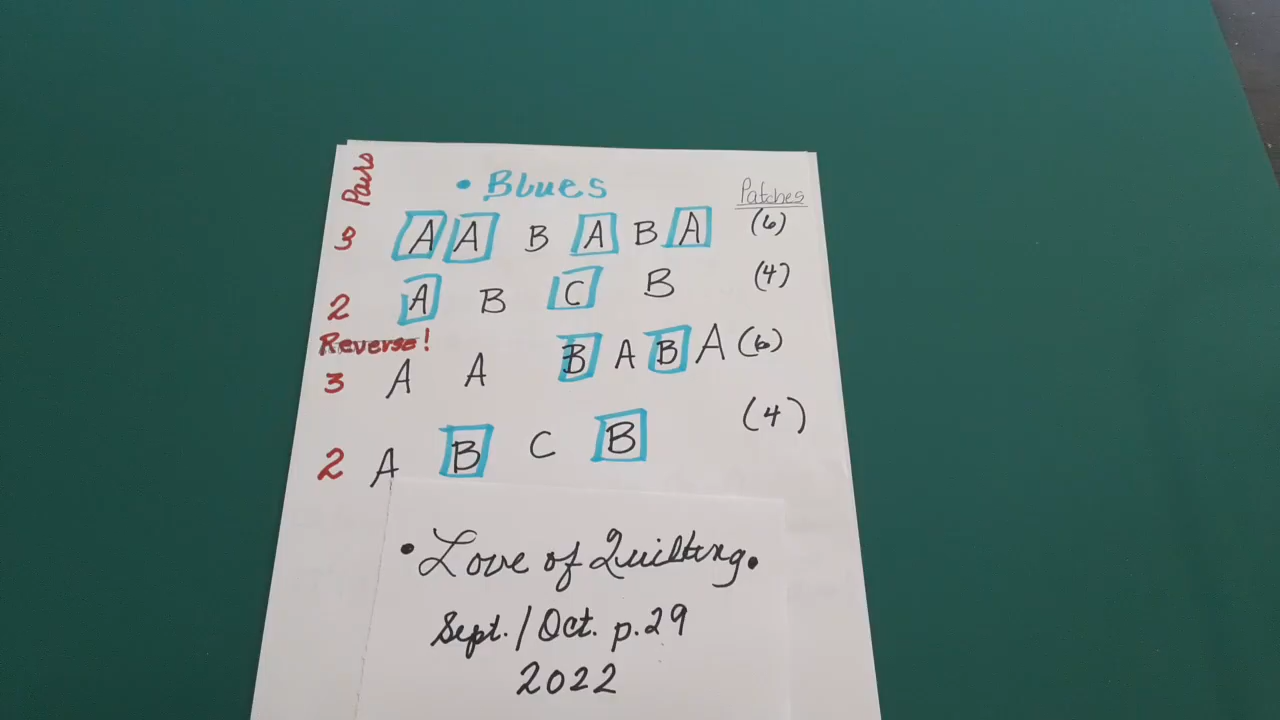 Pairs
• Blues
Patches
3 A A B A B A (6)
2 A B C B (4)
Reverse!
3 A A B A B A (6)
2 A B C B (4)
• Love of Quilting.
Sept. / Oct. p. 29
2022